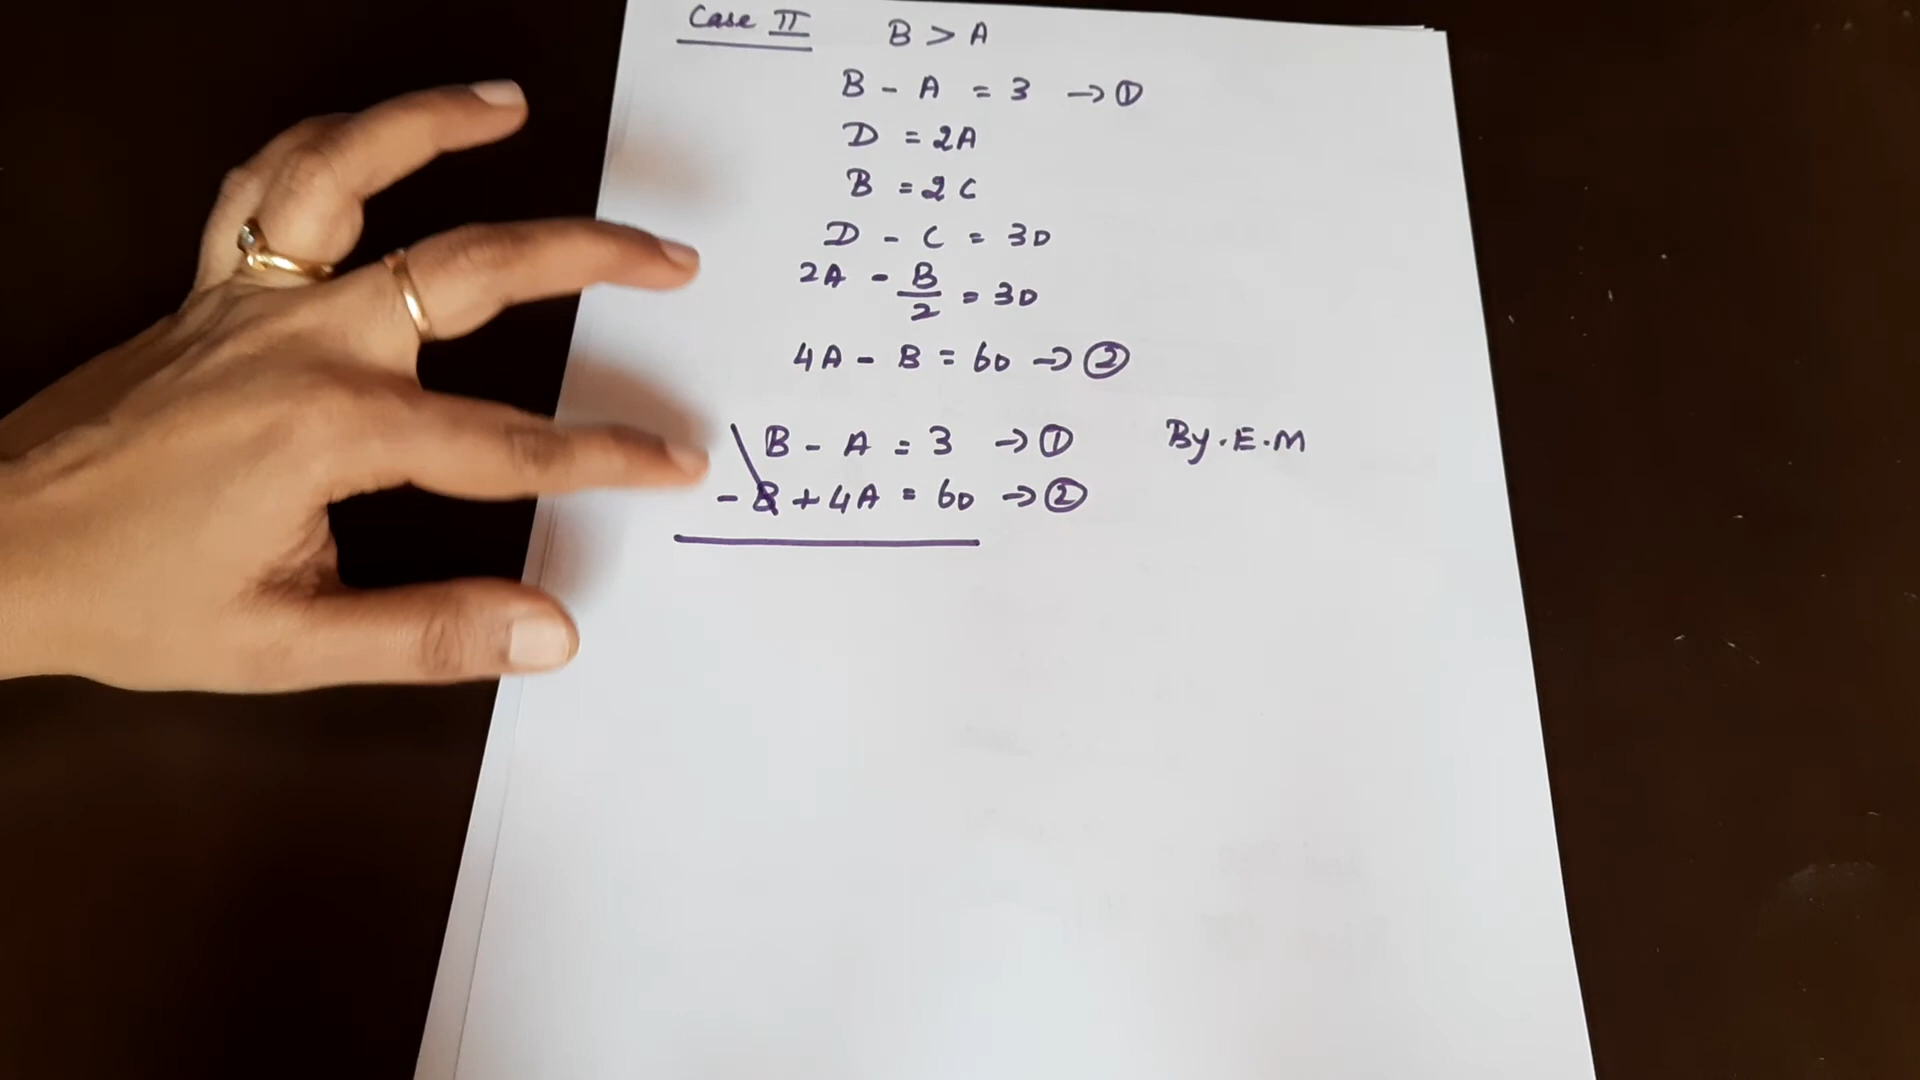 Case II B > A
B - A = 3 → ①
D = 2A
B = 2C
D - C = 30
2A - B/2 = 30
4A - B = 60 → ②
B - A = 3 → ① By. E. M
- B + 4A = 60 → ②